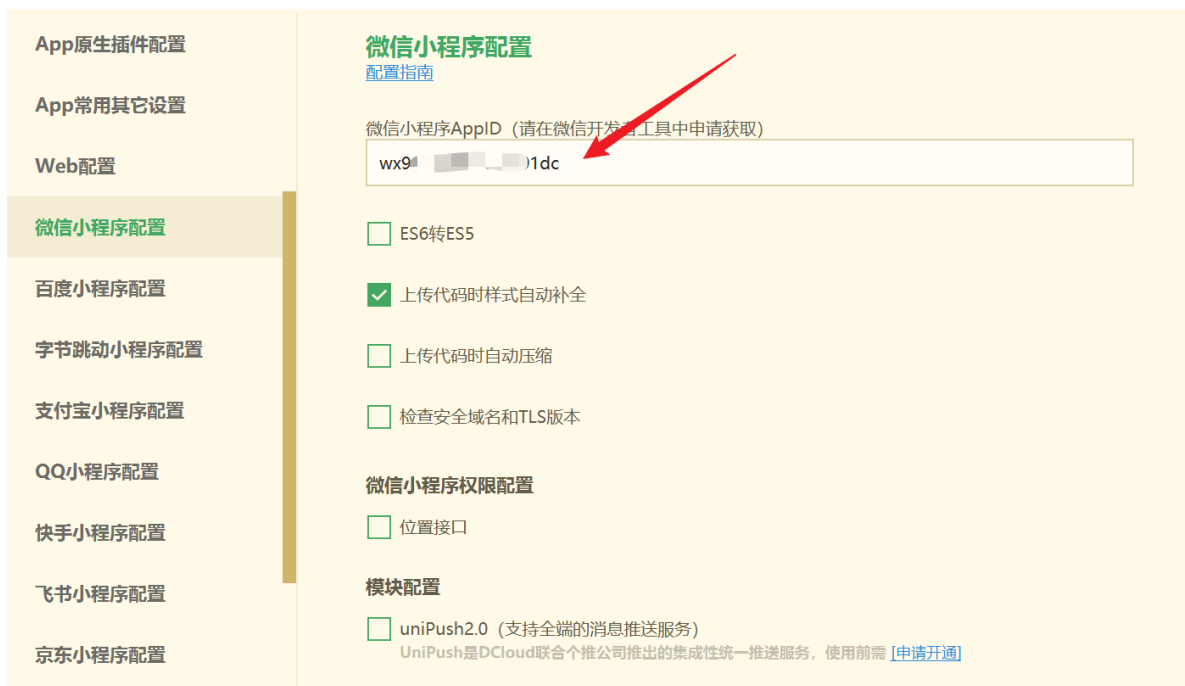 App原生插件配置
App常用其它设置
Web配置
微信小程序配置
百度小程序配置
字节跳动小程序配置
支付宝小程序配置
QQ小程序配置
快手小程序配置
飞书小程序配置
京东小程序配置
微信小程序配置
配置指南
微信小程序AppID（请在微信开发者工具中申请获取）
wx9 1dc
ES6转ES5
上传代码时样式自动补全
上传代码时自动压缩
检查安全域名和TLS版本
微信小程序权限配置
位置接口
模块配置
uniPush2.0（支持全端的消息推送服务）
UniPush是DCloud联合个推公司推出的集成性统一推送服务，使用前需 [申请开通]